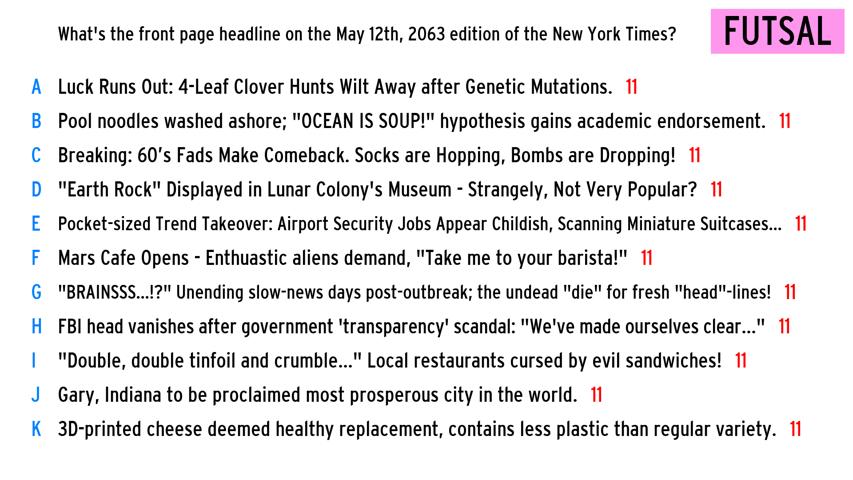 What's the front page headline on the May 12th, 2063 edition of the New York Times?
FUTSAL
A Luck Runs Out: 4-Leaf Clover Hunts Wilt Away after Genetic Mutations. 11
B Pool noodles washed ashore; "OCEAN IS SOUP!" hypothesis gains academic endorsement. 11
C Breaking: 60's Fads Make Comeback. Socks are Hopping, Bombs are Dropping! 11
D "Earth Rock" Displayed in Lunar Colony's Museum - Strangely, Not Very Popular? 11
E Pocket-sized Trend Takeover: Airport Security Jobs Appear Childish, Scanning Miniature Suitcases... 11
F Mars Cafe Opens - Enthuastic aliens demand, "Take me to your barista!" 11
G "BRAINSSS...!?" Unending slow-news days post-outbreak; the undead "die" for fresh "head"-lines! 11
H FBI head vanishes after government 'transparency' scandal: "We've made ourselves clear..." 11
I "Double, double tinfoil and crumble..." Local restaurants cursed by evil sandwiches! 11
J Gary, Indiana to be proclaimed most prosperous city in the world. 11
K 3D-printed cheese deemed healthy replacement, contains less plastic than regular variety. 11